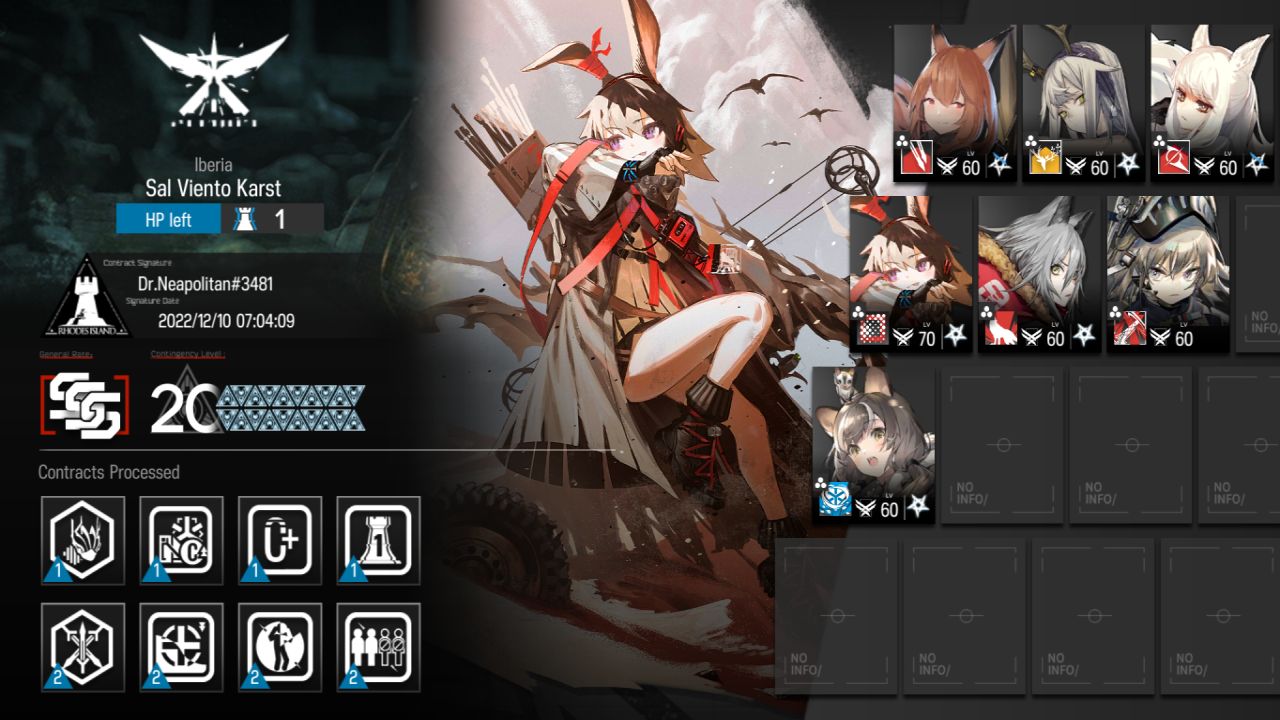 Iberia
Sal Viento Karst
HP left 1
Contract Signature
Dr.Neapolitan#3481
Signature Date
2022/12/10 07:04:09
RHODES ISLAND
General Rate:
Contingency Level:
SSS
20
Contracts Processed
1 NC 1 1 1
2 2 2 2
LV 60 LV 60 LV 60
LV 70 LV 60 LV 60
NO
INFO/
LV 60
NO INFO/ NO INFO/ NO INFO/
NO INFO/ NO INFO/ NO INFO/ NO INFO/